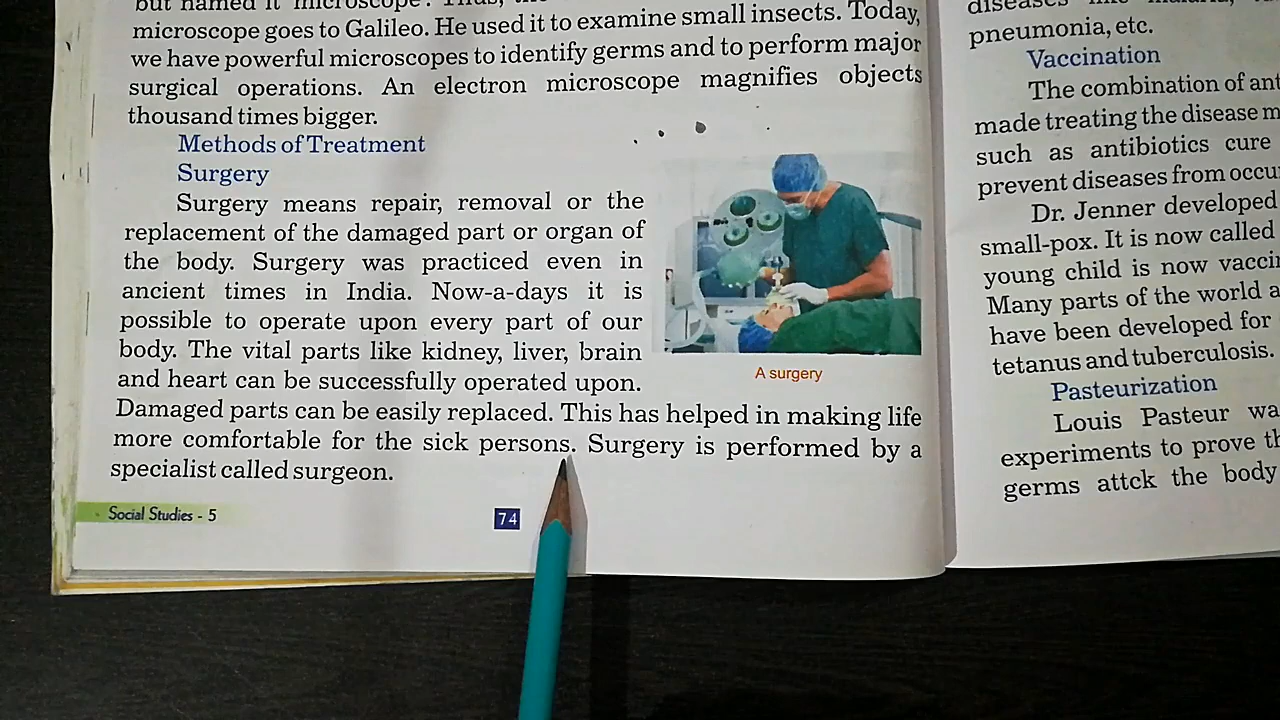 but named it microscope. Thus, the
microscope goes to Galileo. He used it to examine small insects. Today,
we have powerful microscopes to identify germs and to perform major
surgical operations. An electron microscope magnifies objects
thousand times bigger.
Methods of Treatment
Surgery
Surgery means repair, removal or the
replacement of the damaged part or organ of
the body. Surgery was practiced even in
ancient times in India. Now-a-days it is
possible to operate upon every part of our
body. The vital parts like kidney, liver, brain
and heart can be successfully operated upon.
A surgery
Damaged parts can be easily replaced. This has helped in making life
more comfortable for the sick persons. Surgery is performed by a
specialist called surgeon.
Social Studies - 5
74
diseases like malaria,
pneumonia, etc.
Vaccination
The combination of ant
made treating the disease m
such as antibiotics cure
prevent diseases from occu
Dr. Jenner developed
small-pox. It is now called
young child is now vacci
Many parts of the world a
have been developed for
tetanus and tuberculosis.
Pasteurization
Louis Pasteur wa
experiments to prove th
germs attck the body